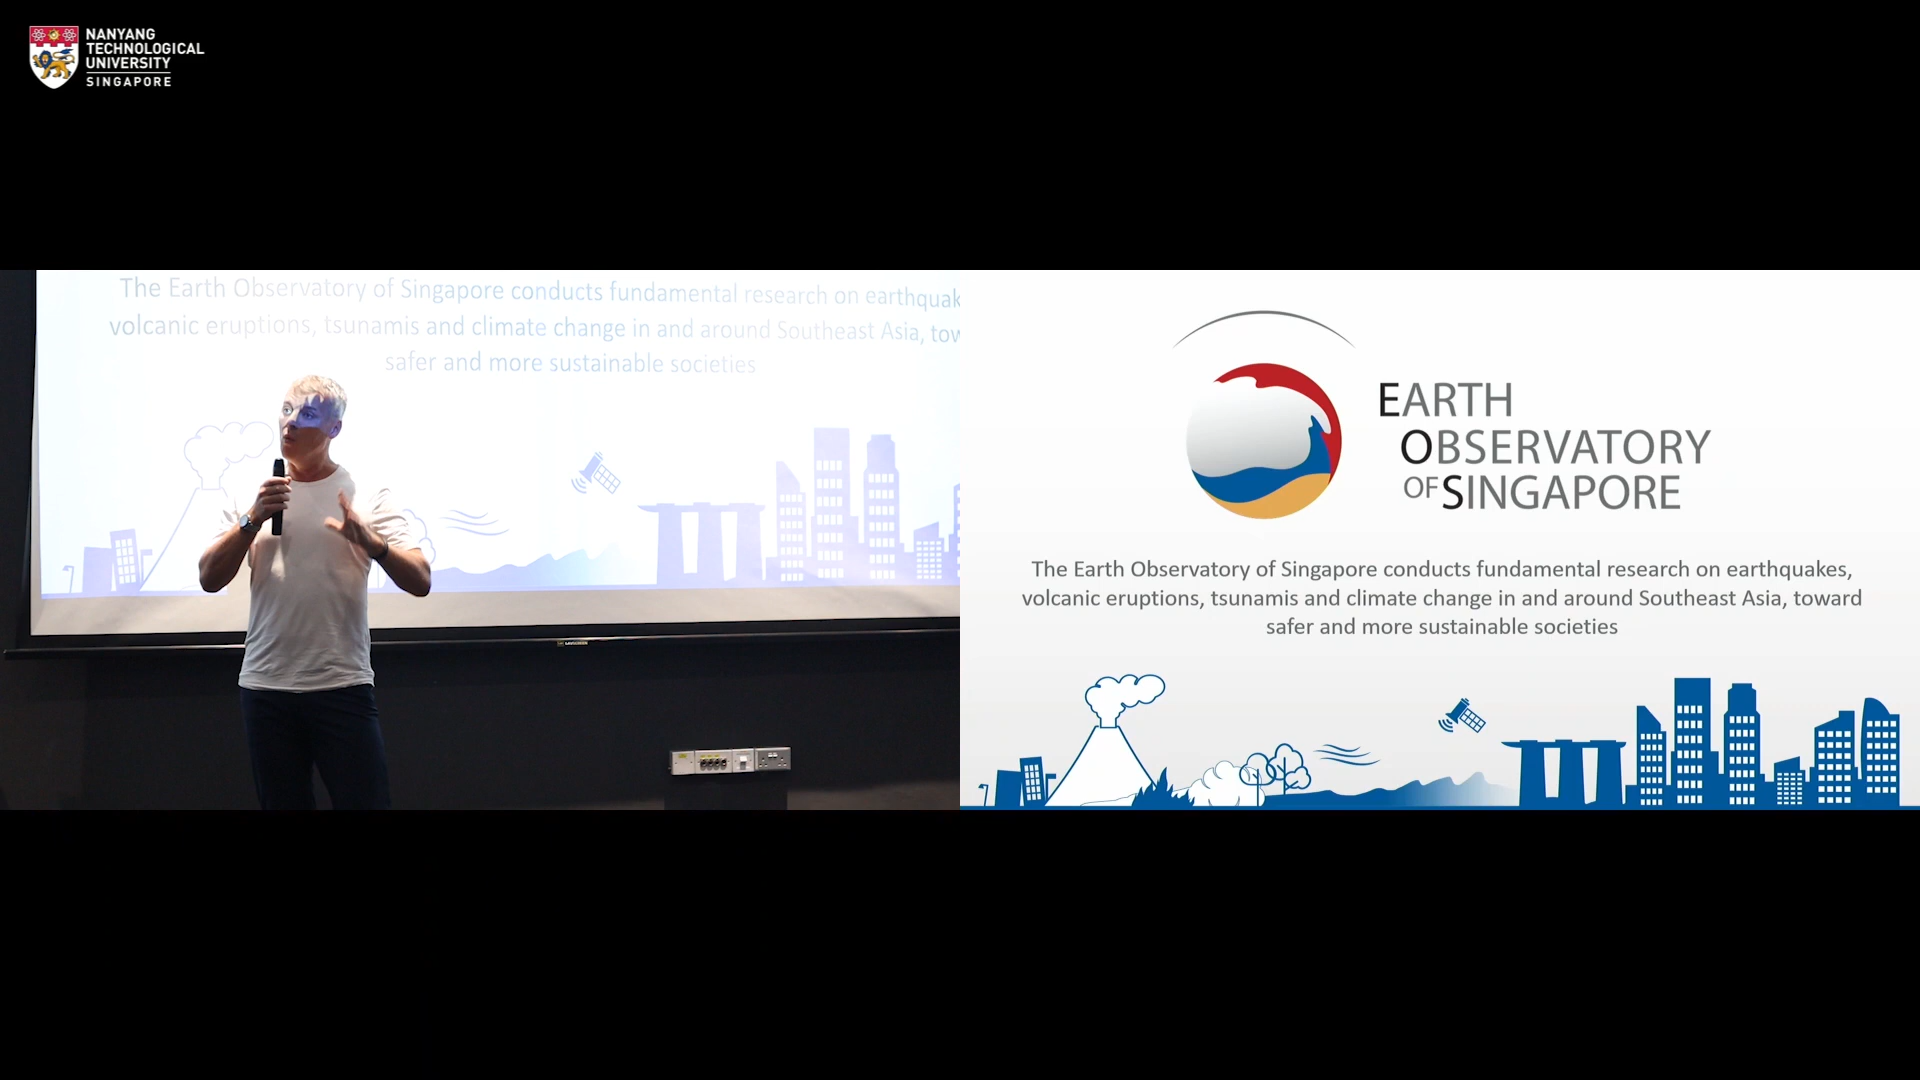 NANYANG
TECHNOLOGICAL
UNIVERSITY
SINGAPORE
The Earth Observatory of Singapore conducts fundamental research on earthquak
volcanic eruptions, tsunamis and climate change in and around Southeast Asia, tow
safer and more sustainable societies
EARTH
OBSERVATORY
OF SINGAPORE
The Earth Observatory of Singapore conducts fundamental research on earthquakes,
volcanic eruptions, tsunamis and climate change in and around Southeast Asia, toward
safer and more sustainable societies